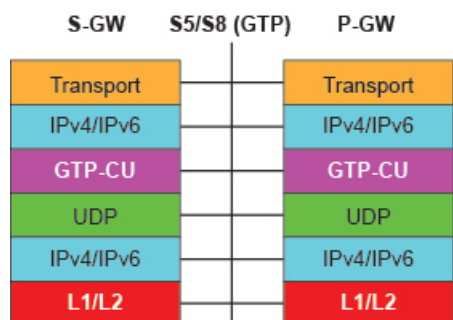 S-GW S5/S8 (GTP) P-GW
Transport Transport
IPv4/IPv6 IPv4/IPv6
GTP-CU GTP-CU
UDP UDP
IPv4/IPv6 IPv4/IPv6
L1/L2 L1/L2